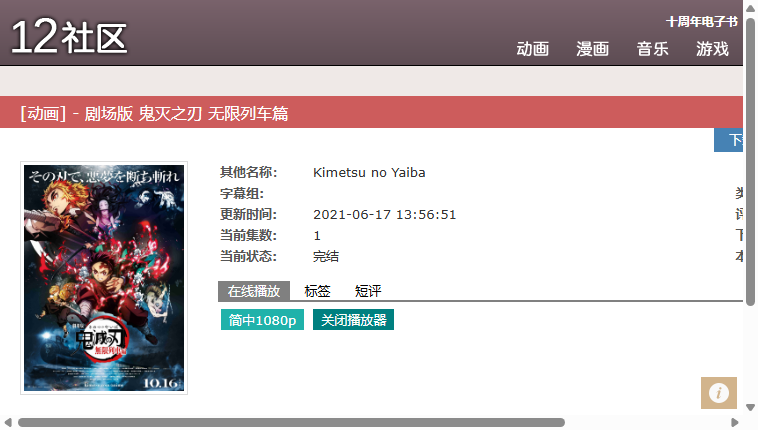 12社区
十周年电子书
动画 漫画 音乐 游戏
[动画] - 剧场版 鬼灭之刃 无限列车篇
その刃で、悪夢を断ち斬れ
鬼滅の刃
無限列車編
10.16
其他名称: Kimetsu no Yaiba
字幕组:
更新时间: 2021-06-17 13:56:51
当前集数: 1
当前状态: 完结
在线播放 标签 短评
简中1080p 关闭播放器